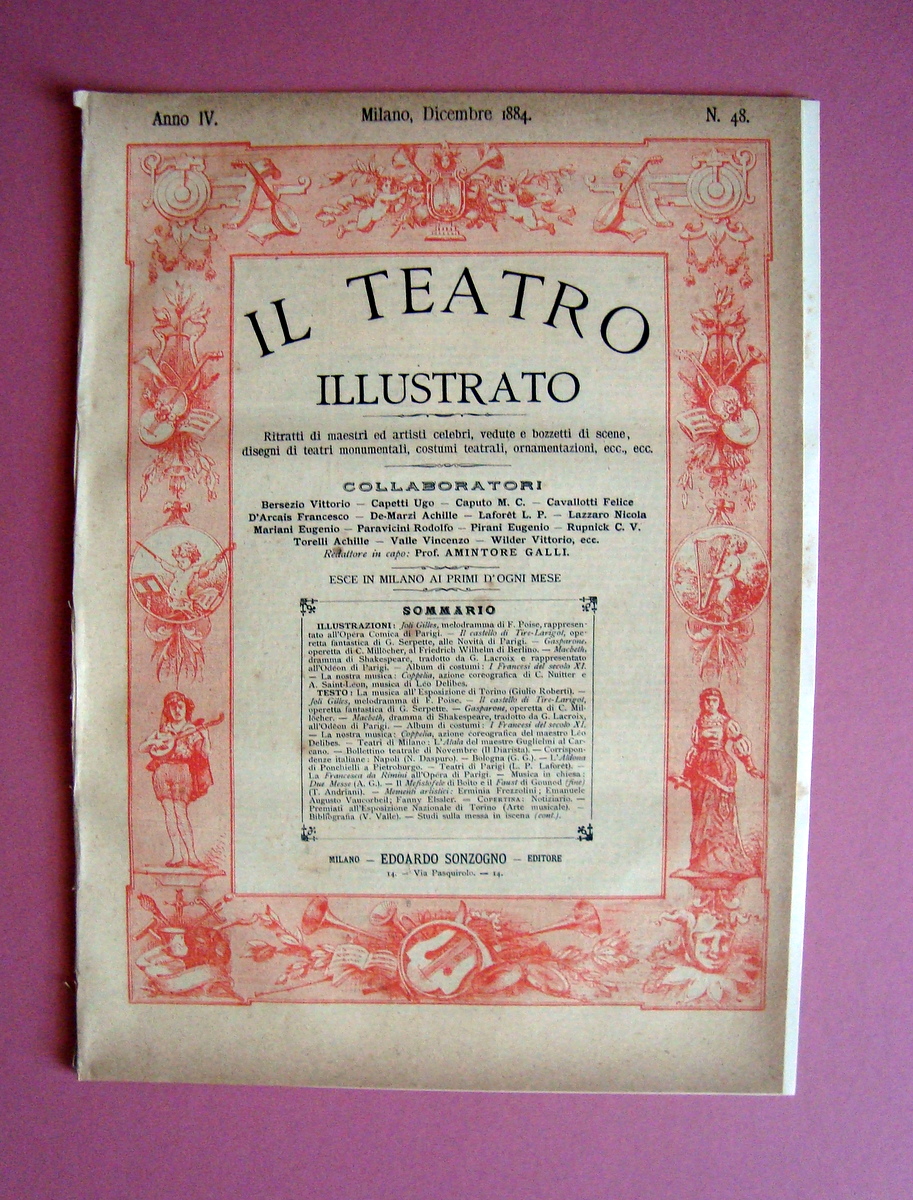 Anno IV. Milano, Dicembre 1884. N. 48.
IL TEATRO
ILLUSTRATO
Ritratti di maestri ed artisti celebri, vedute e bozzetti di scene,
disegni di teatri monumentali, costumi teatrali, ornamentazioni, ecc., ecc.
COLLABORATORI
Bersezio Vittorio — Capetti Ugo — Caputo M. C. — Cavallotti Felice
D'Arcais Francesco — De-Marzi Achille — Laforêt L. P. — Lazzaro Nicola
Mariani Eugenio — Paravicini Rodolfo — Pirani Eugenio — Rupnick C. V.
Torelli Achille — Valle Vincenzo — Wilder Vittorio, ecc.
Redattore in capo: Prof. AMINTORE GALLI.
ESCE IN MILANO AI PRIMI D'OGNI MESE
SOMMARIO
ILLUSTRAZIONI: Joli Gilles, melodramma di F. Poise, rappresen-
tato all'Opéra Comica di Parigi. — Il castello di Tire-Larigot, ope-
retta fantastica di G. Serpette, alle Novità di Parigi. — Gasparone,
operetta di C. Millöcher, al Friedrich Wilhelm di Berlino. — Macbeth,
dramma di Shakespeare, tradotto da G. Lacroix e rappresentato
all'Odéon di Parigi. — Album di costumi: I Francesi del secolo XI.
— La nostra musica: Coppelia, azione coreografica di C. Nuitter e
A. Saint-Léon, musica di Léo Delibes.
TESTO: La musica all'Esposizione di Torino (Giulio Roberti). —
Joli Gilles, melodramma di F. Poise. — Il castello di Tire-Larigot,
operetta fantastica di G. Serpette. — Gasparone, operetta di C. Mil-
löcher. — Macbeth, dramma di Shakespeare, tradotto da G. Lacroix,
all'Odéon di Parigi. — Album di costumi: I Francesi del secolo XI.
— La nostra musica: Coppelia, azione coreografica del maestro Léo
Delibes. — Teatri di Milano: L'Atala del maestro Guglielmi al Car-
cano. — Bollettino teatrale di Novembre (Il Diarista). — Corrispon-
denze italiane: Napoli (N. Daspuro). — Bologna (G. G.). — L'Aldona
di Ponchielli a Pietroburgo. — Teatri di Parigi (L. P. Laforêt). —
La Francesca da Rimini all'Opéra di Parigi. — Musica in chiesa:
Due Messe (A. G.). — Il Mefistofele di Boito e il Faust di Gounod (fine)
(T. Andriani). — Mementi artistici: Erminia Frezzolini; Emanuele
Augusto Vaucorbeil; Fanny Elssler. — COPERTINA: Notiziario. —
Premiati all'Esposizione Nazionale di Torino (Arte musicale). —
Bibliografia (V. Valle). — Studi sulla messa in iscena (cont.).
MILANO — EDOARDO SONZOGNO — EDITORE
14. — Via Pasquirolo. — 14.